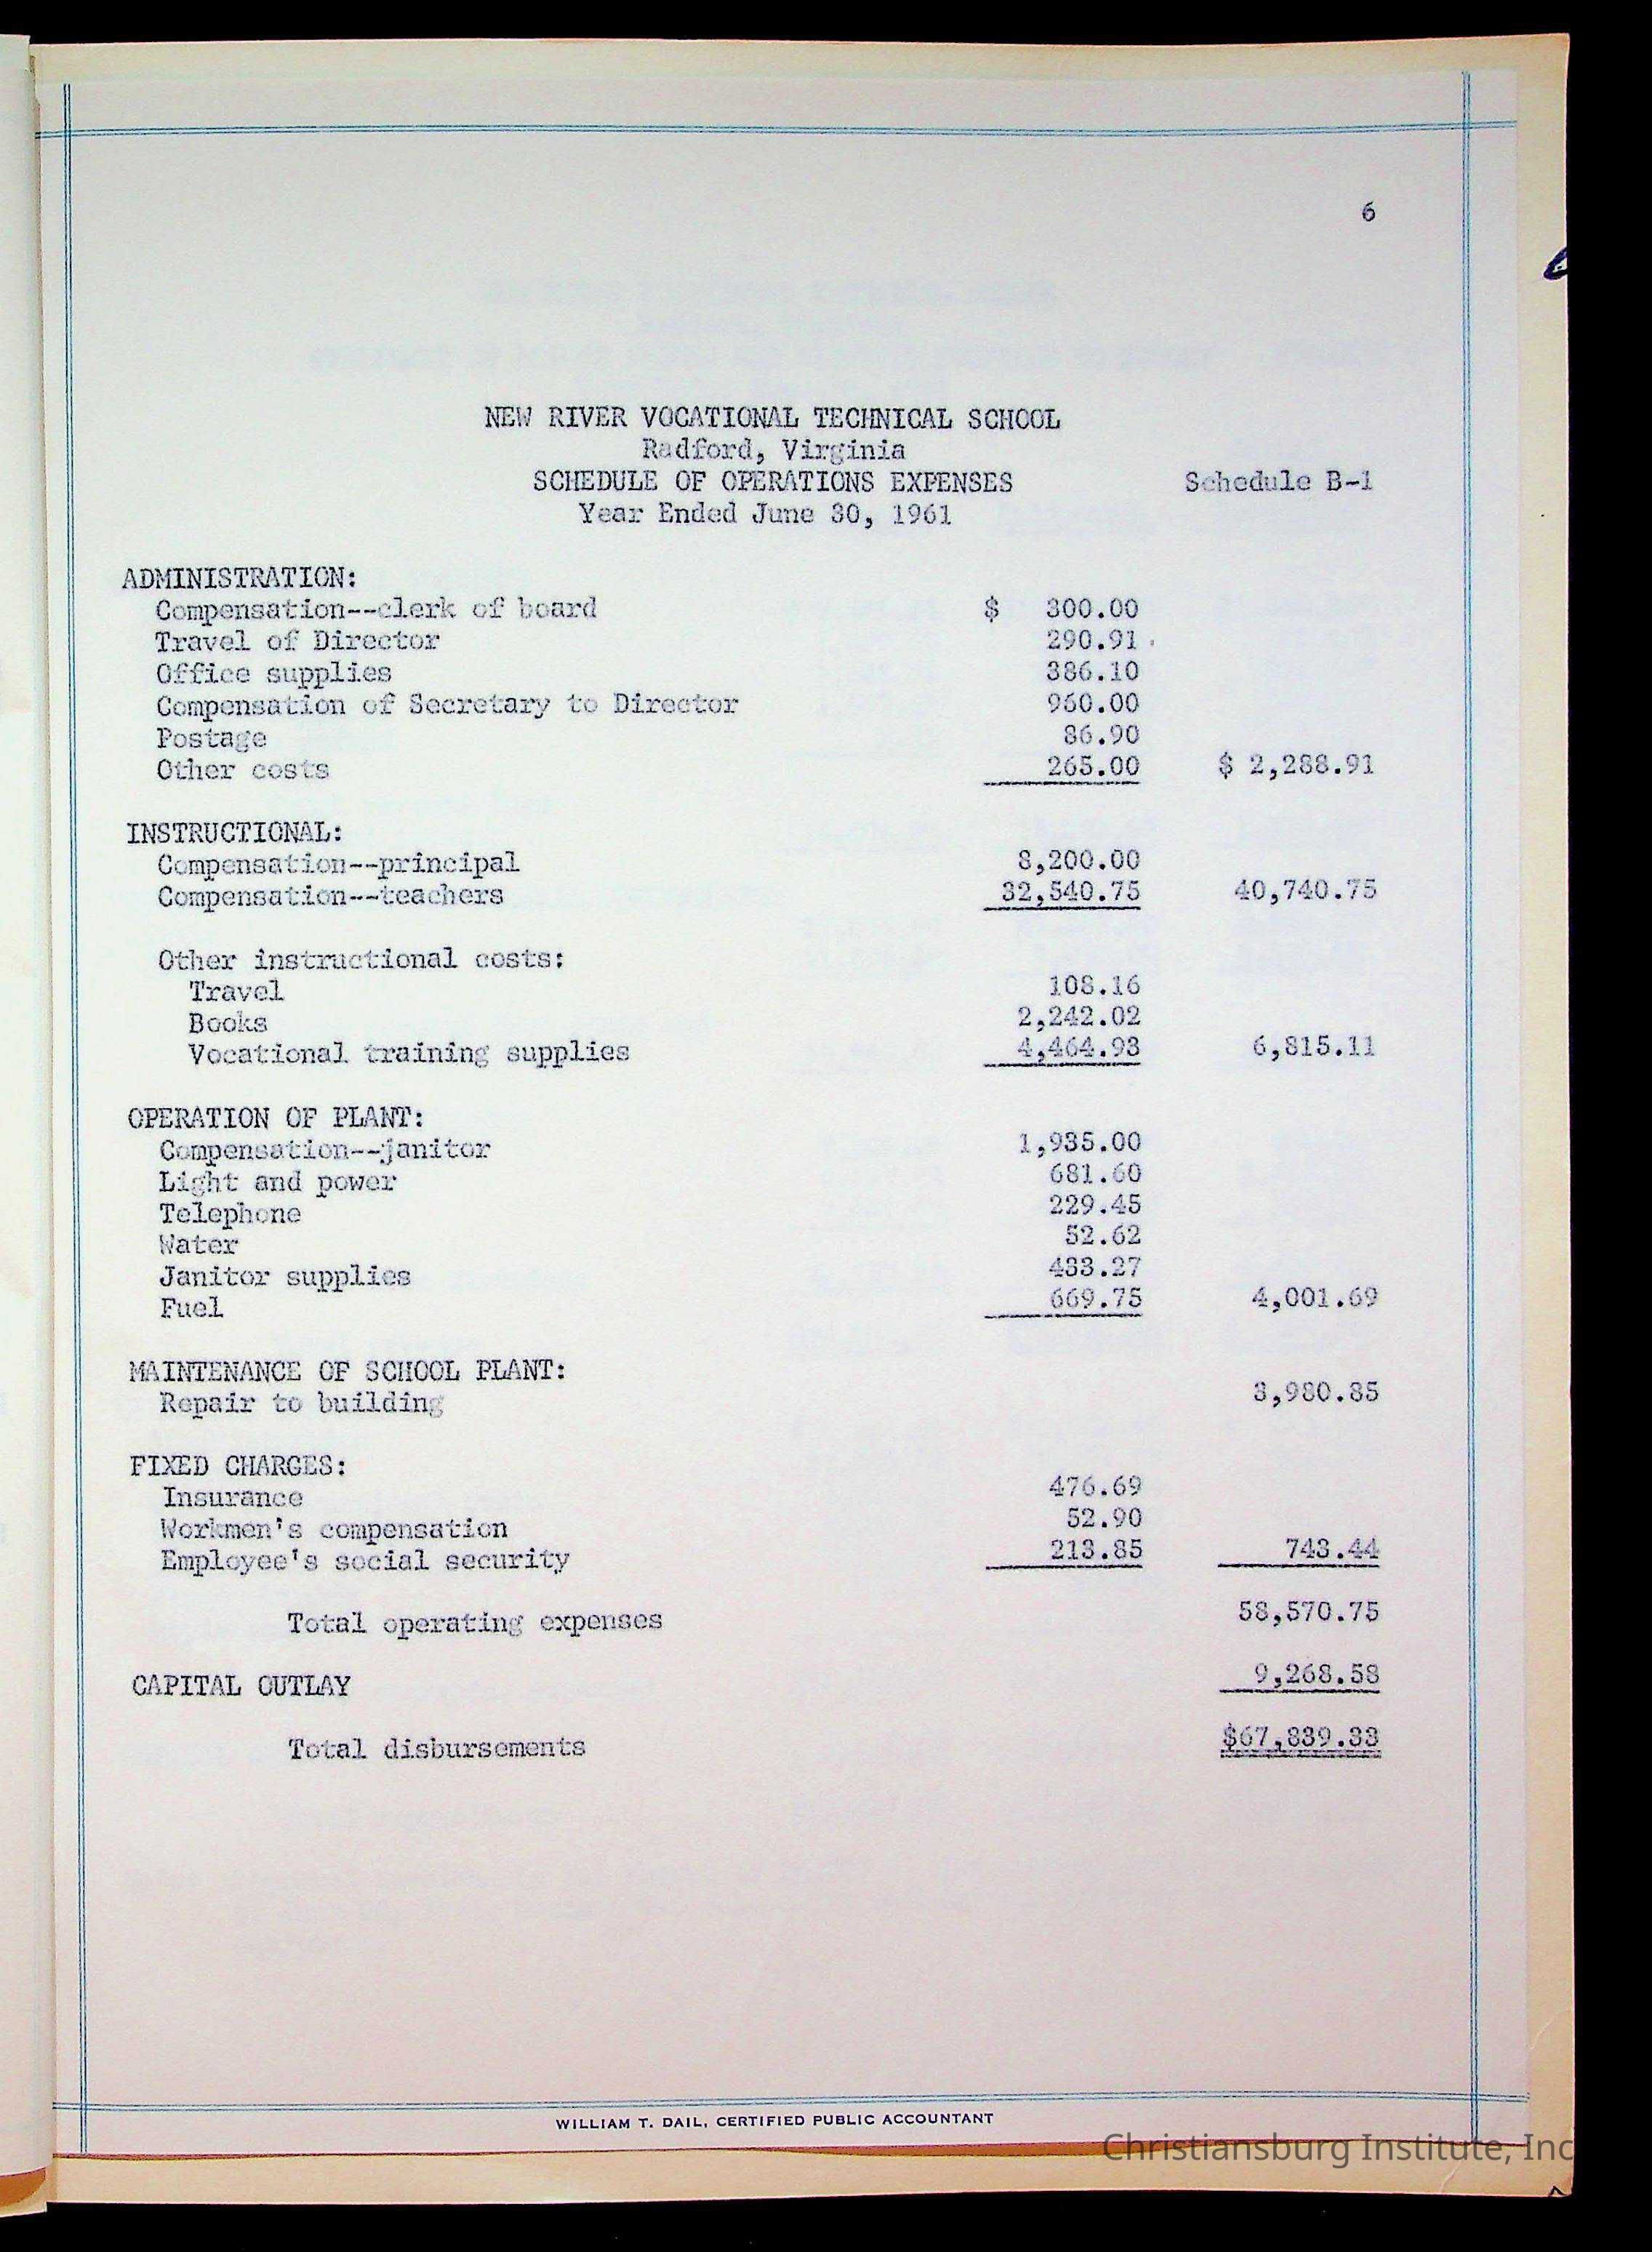 6
NEW RIVER VOCATIONAL TECHNICAL SCHOOL
Radford, Virginia
SCHEDULE OF OPERATIONS EXPENSES Schedule B-1
Year Ended June 30, 1961
ADMINISTRATION:
Compensation--clerk of board $ 300.00
Travel of Director 290.91
Office supplies 386.10
Compensation of Secretary to Director 960.00
Postage 86.90
Other costs 265.00 $ 2,288.91
INSTRUCTIONAL:
Compensation--principal 8,200.00
Compensation--teachers 32,540.75 40,740.75
Other instructional costs:
Travel 108.16
Books 2,242.02
Vocational training supplies 4,464.93 6,815.11
OPERATION OF PLANT:
Compensation--janitor 1,935.00
Light and power 681.60
Telephone 229.45
Water 52.62
Janitor supplies 433.27
Fuel 669.75 4,001.69
MAINTENANCE OF SCHOOL PLANT:
Repair to building 3,980.85
FIXED CHARGES:
Insurance 476.69
Workmen's compensation 52.90
Employee's social security 213.85 743.44
Total operating expenses 58,570.75
CAPITAL OUTLAY 9,268.58
Total disbursements $67,839.33
WILLIAM T. DAIL, CERTIFIED PUBLIC ACCOUNTANT
Christiansburg Institute, Inc